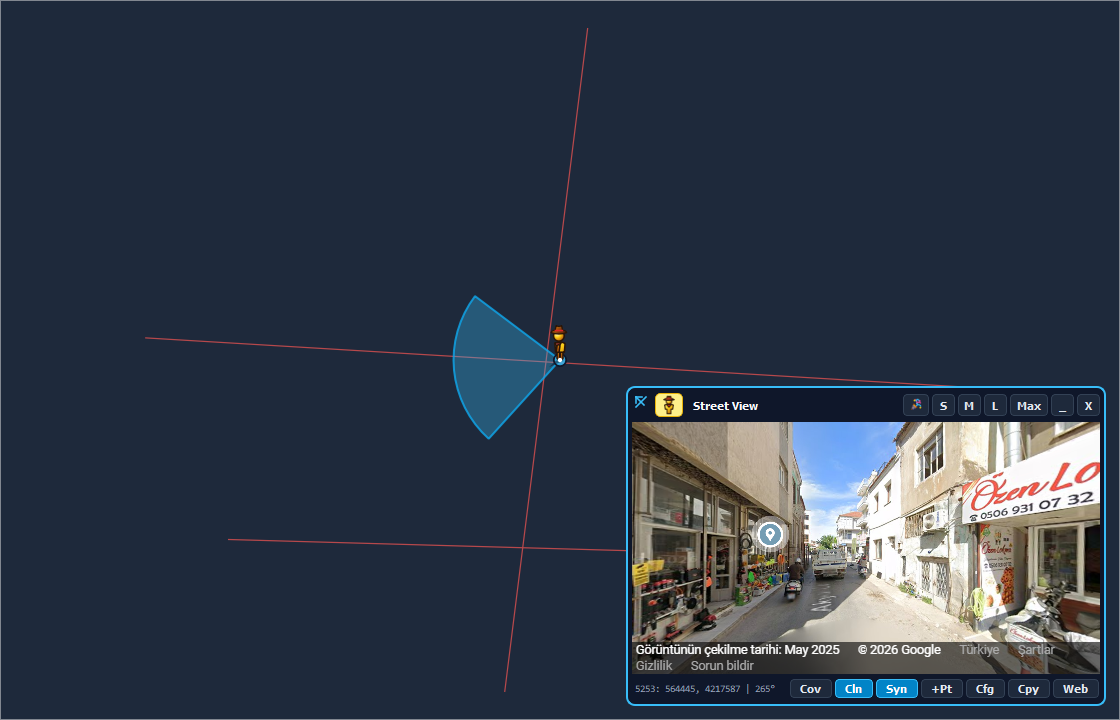 Street View
S M L Max _ X
Özen Lo
0506 931 07 32
Görüntünün çekilme tarihi: May 2025 © 2026 Google Türkiye Şartlar
Gizlilik Sorun bildir
5253: 564445, 4217587 | 265° Cov Cln Syn +Pt Cfg Cpy Web